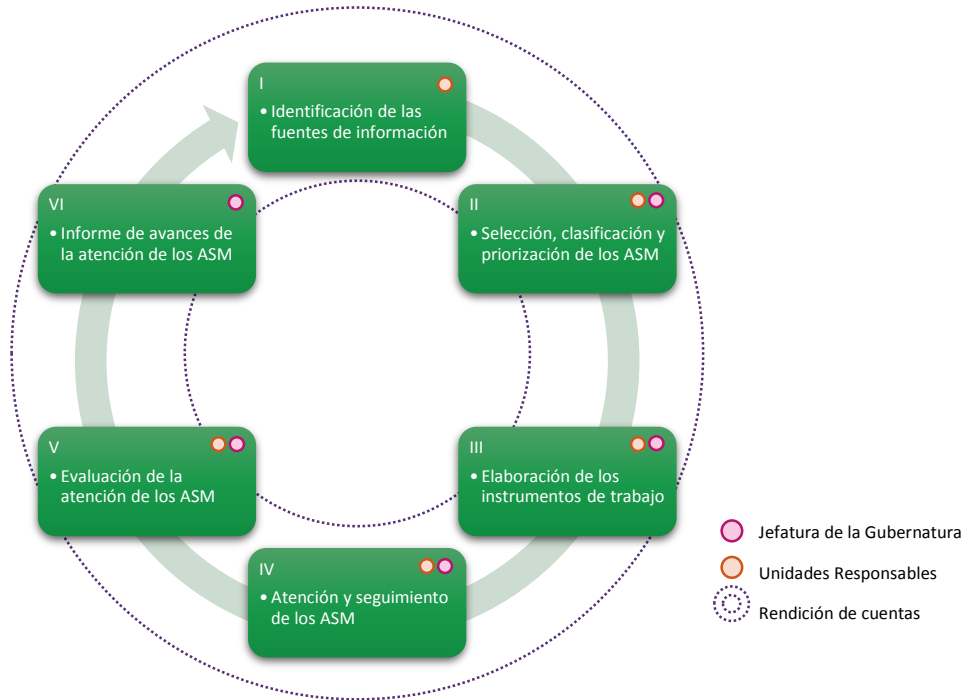 I
• Identificación de las
fuentes de información
II
• Selección, clasificación y
priorización de los ASM
III
• Elaboración de los
instrumentos de trabajo
IV
• Atención y seguimiento
de los ASM
V
• Evaluación de la
atención de los ASM
VI
• Informe de avances de
la atención de los ASM
Jefatura de la Gubernatura
Unidades Responsables
Rendición de cuentas